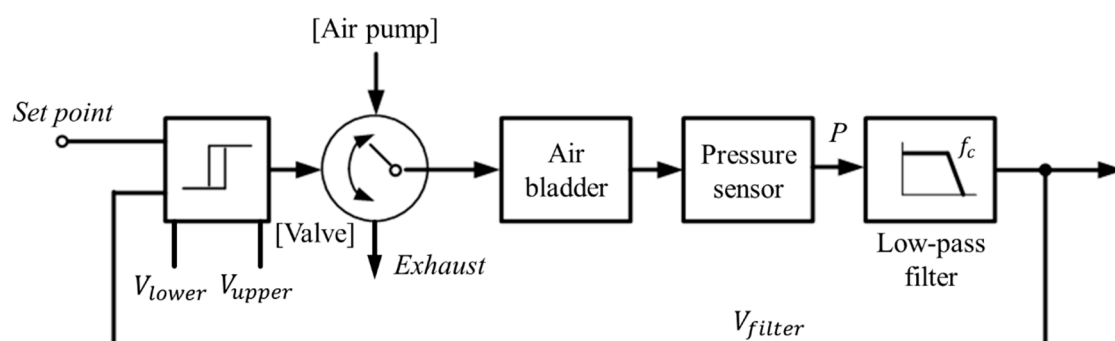 [Air pump]
Set point
Air
bladder
Pressure
sensor
P
f_c
[Valve]
Exhaust
V_lower
V_upper
Low-pass
filter
V_filter